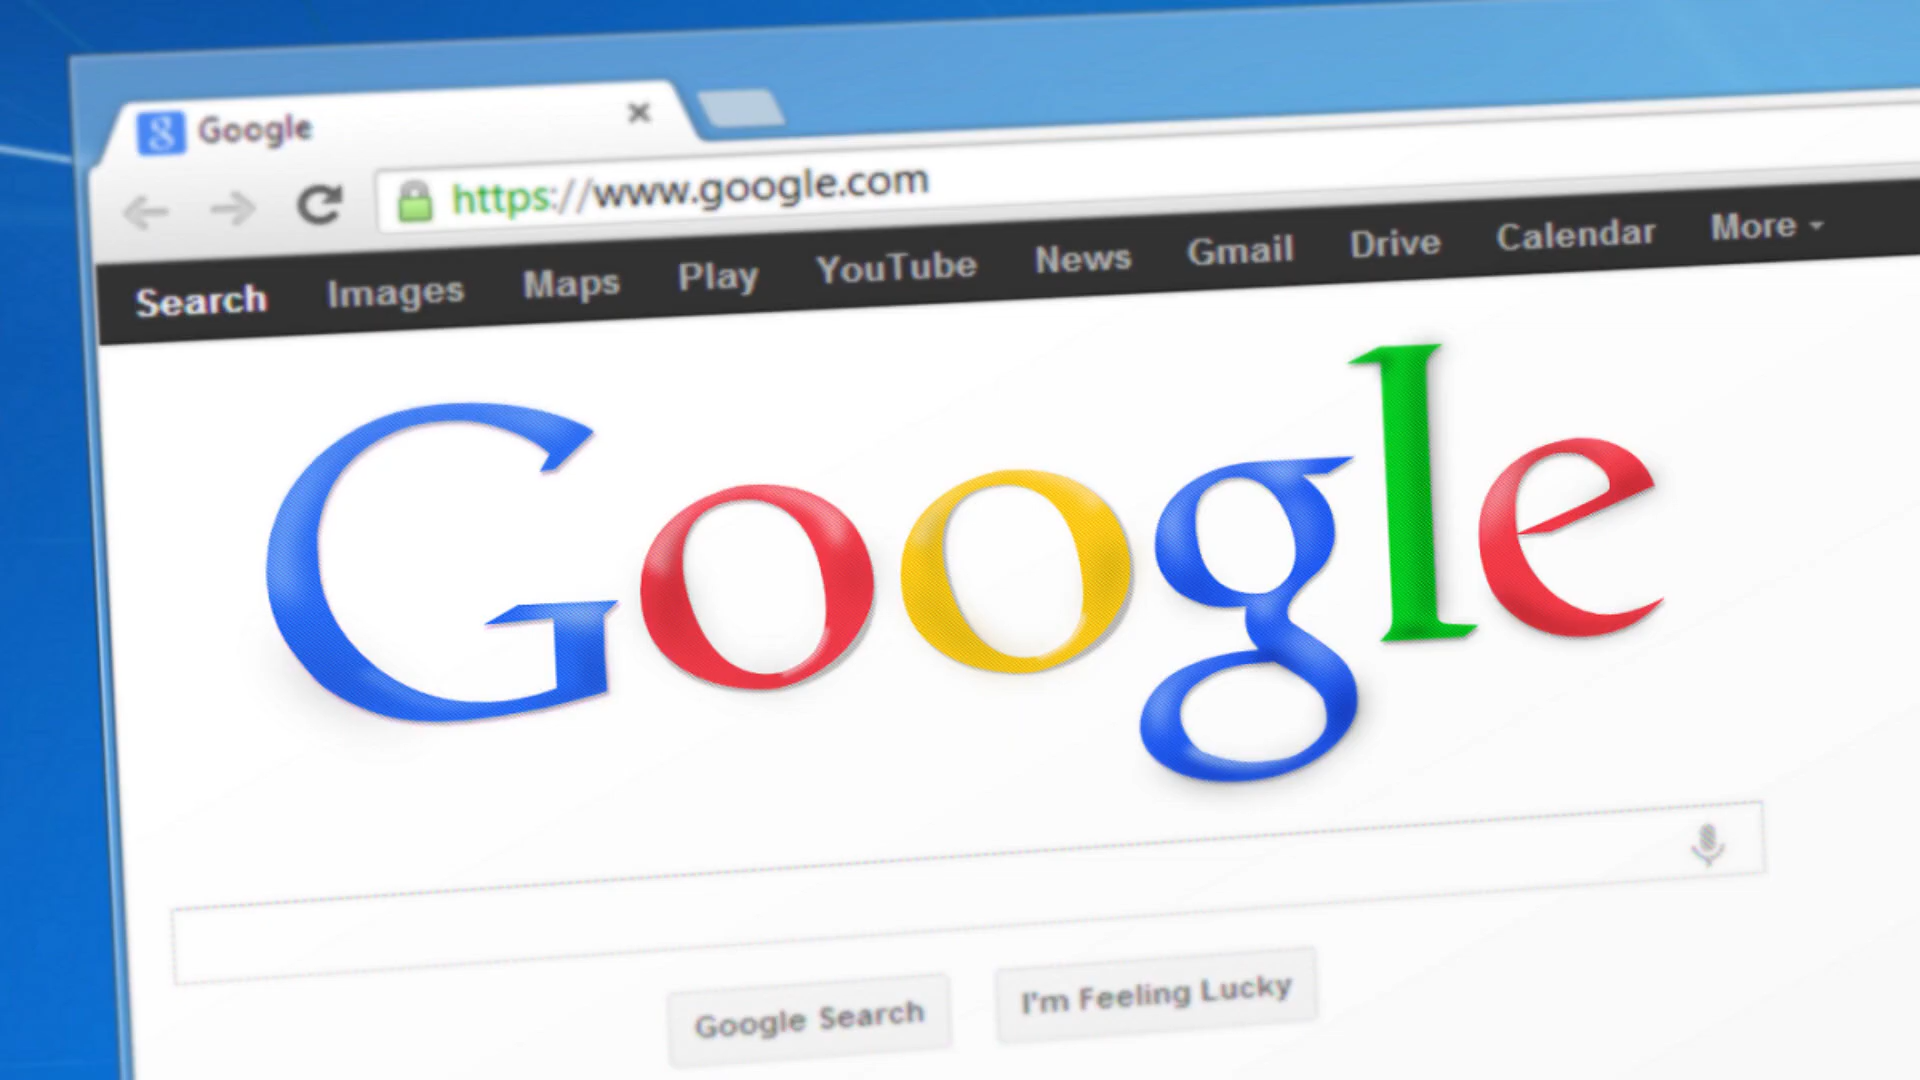 Google
https://www.google.com
Search Images Maps Play YouTube News Gmail Drive Calendar More
Google
Google Search I'm Feeling Lucky